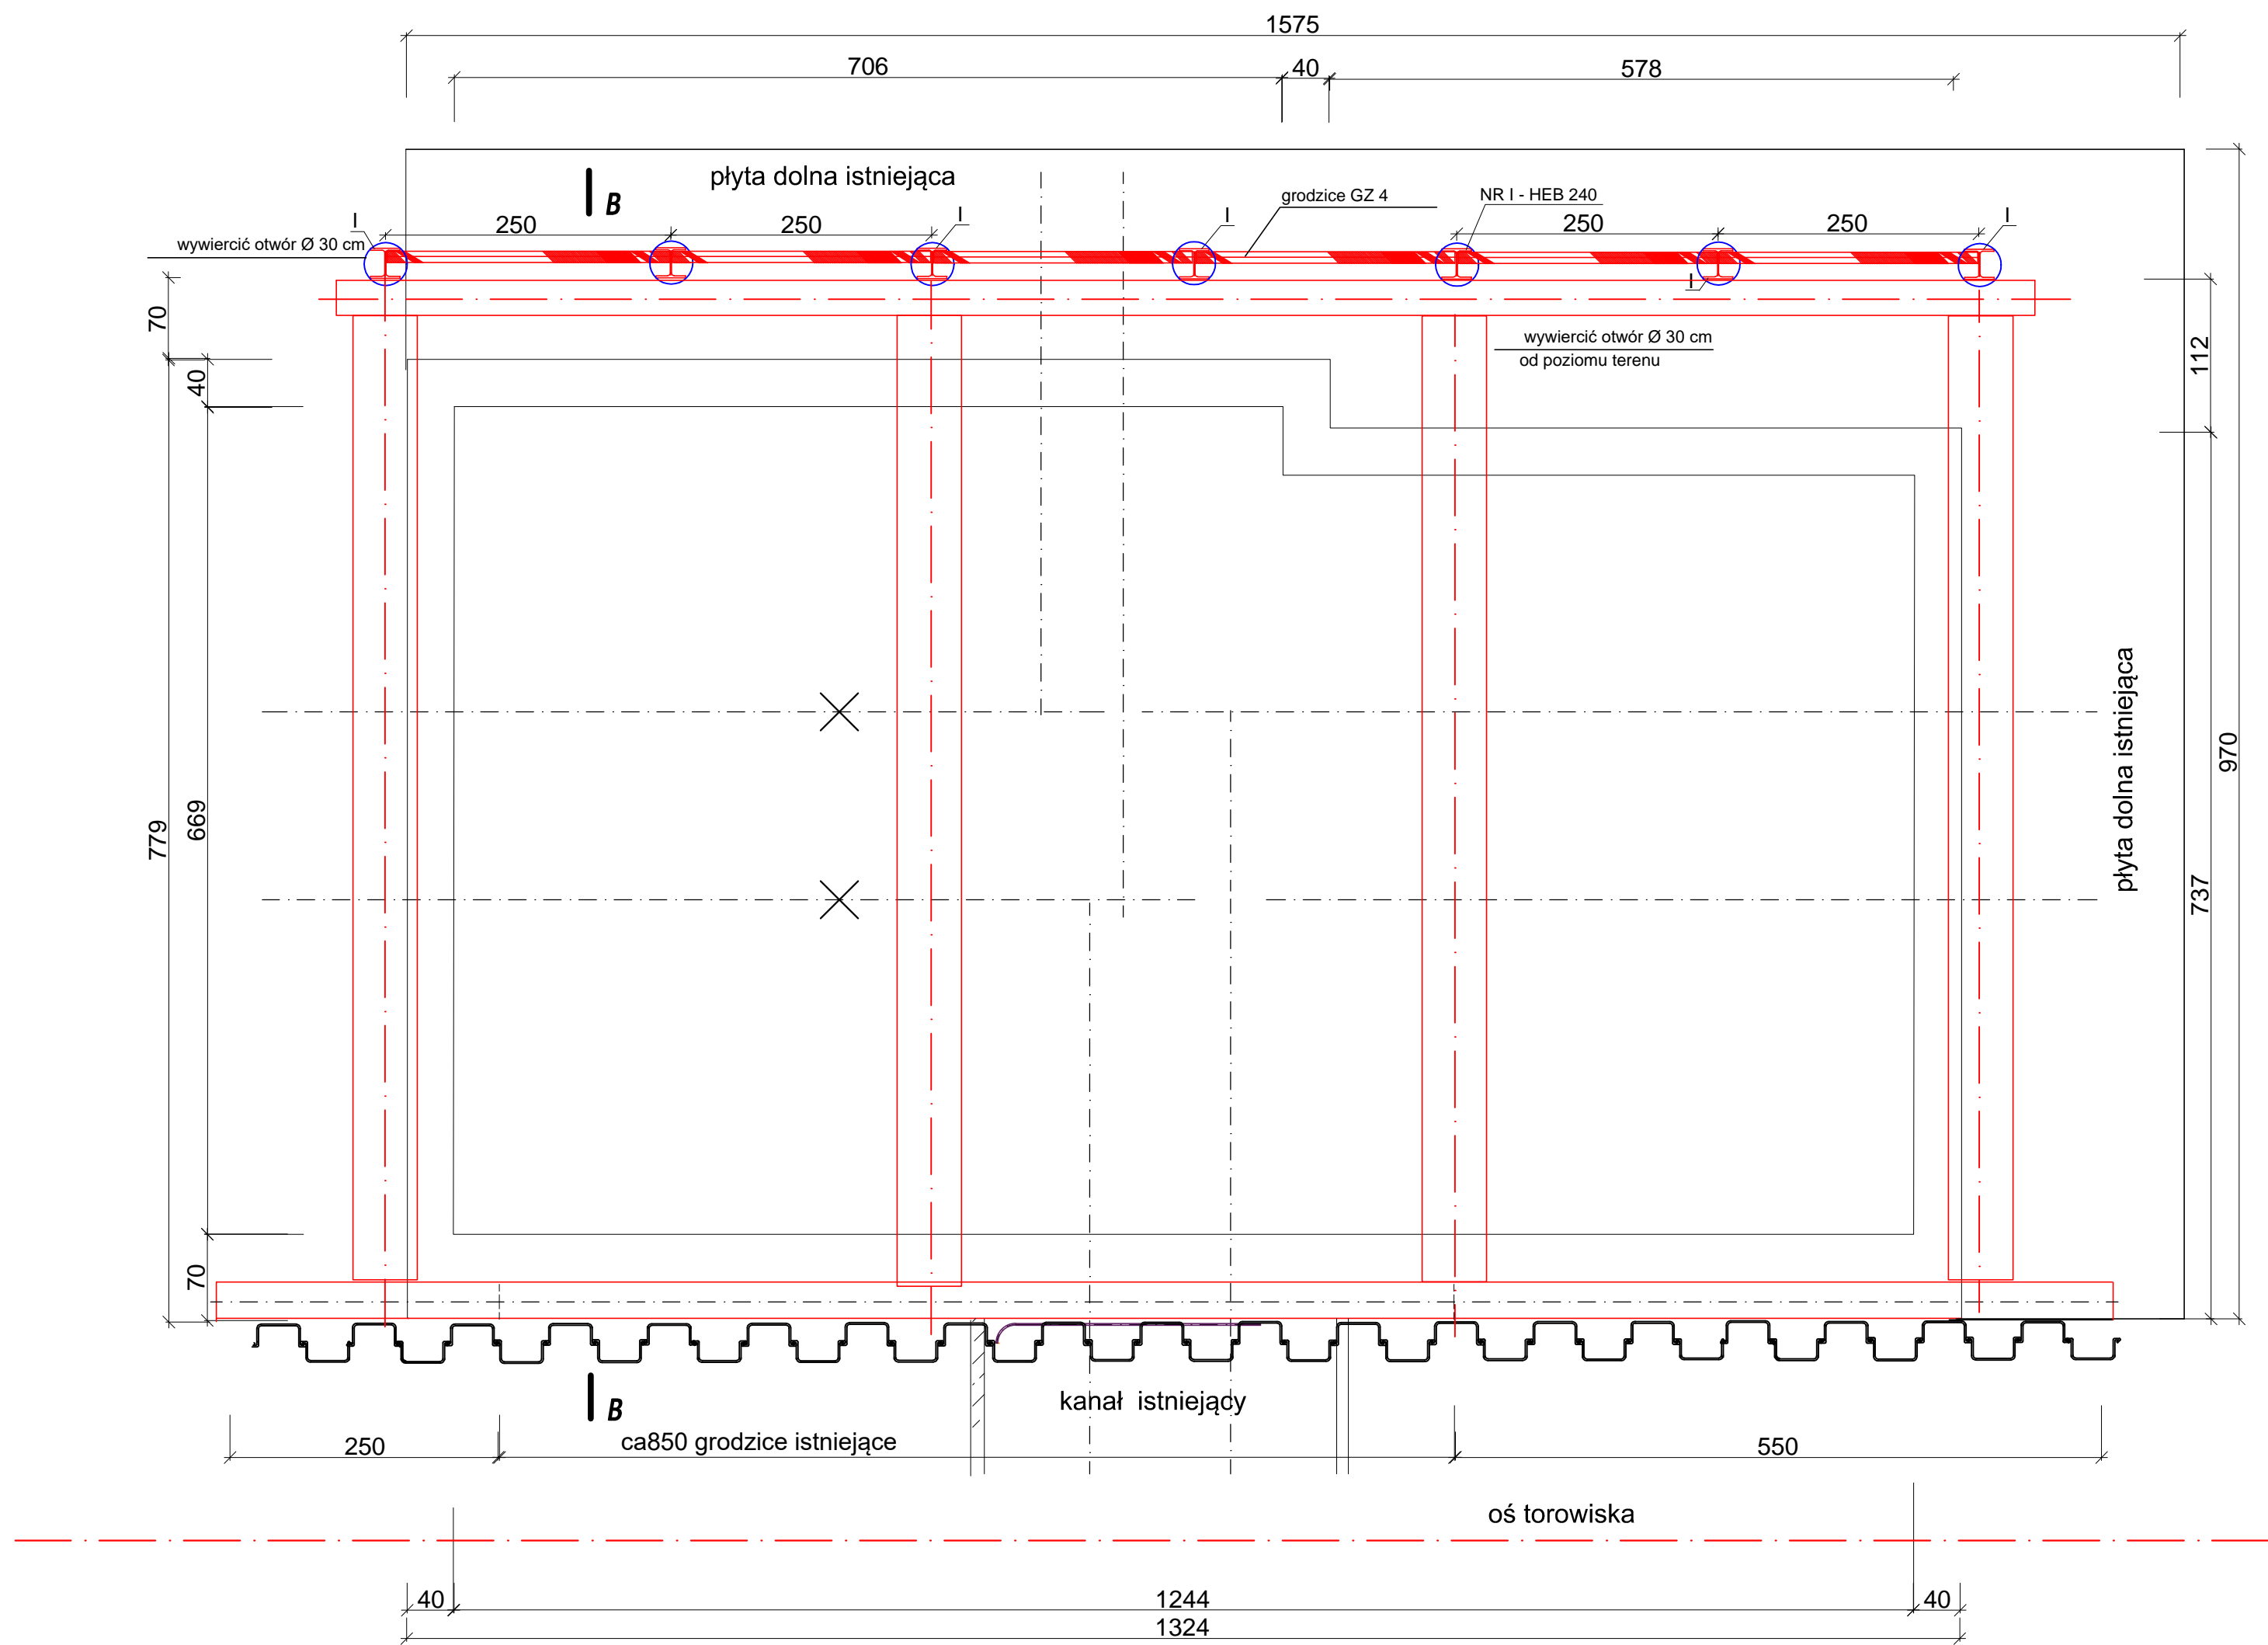 1575
706
40
578
płyta dolna istniejąca
B
grodzice GZ 4
NR I - HEB 240
I
250
250
I
I
250
250
I
wywiercić otwór Ø 30 cm
I
70
wywiercić otwór Ø 30 cm
od poziomu terenu
112
40
płyta dolna istniejąca
970
779
669
737
70
kanał istniejący
B
ca850 grodzice istniejące
250
550
oś torowiska
40
1244
40
1324